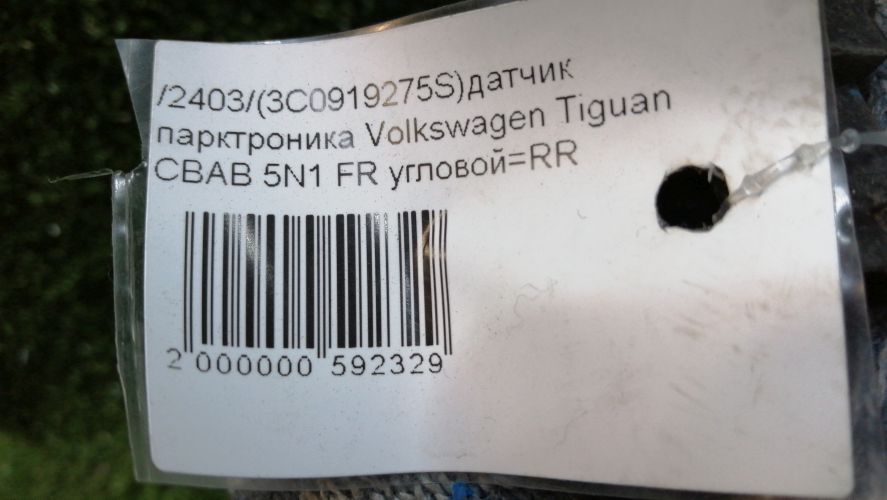 /2403/(3C0919275S)датчик
парктроника Volkswagen Tiguan
CBAB 5N1 FR угловой=RR
2 000000 592329